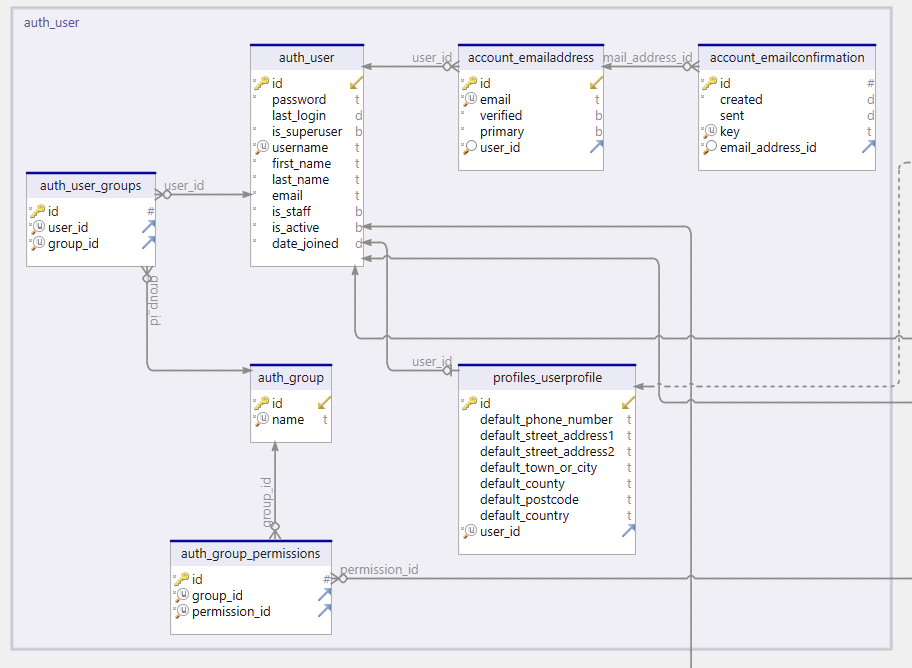 auth_user
auth_user
id
password t
last_login d
is_superuser b
username t
first_name t
last_name t
email t
is_staff b
is_active b
date_joined d
user_id
account_emailaddress
id
email t
verified b
primary b
user_id
mail_address_id
account_emailconfirmation
id #
created d
sent d
key t
email_address_id
auth_user_groups
id #
user_id
group_id
user_id
group_id
auth_group
id
name t
user_id
profiles_userprofile
id
default_phone_number t
default_street_address1 t
default_street_address2 t
default_town_or_city t
default_county t
default_postcode t
default_country t
user_id
group_id
auth_group_permissions
id #
group_id
permission_id
permission_id